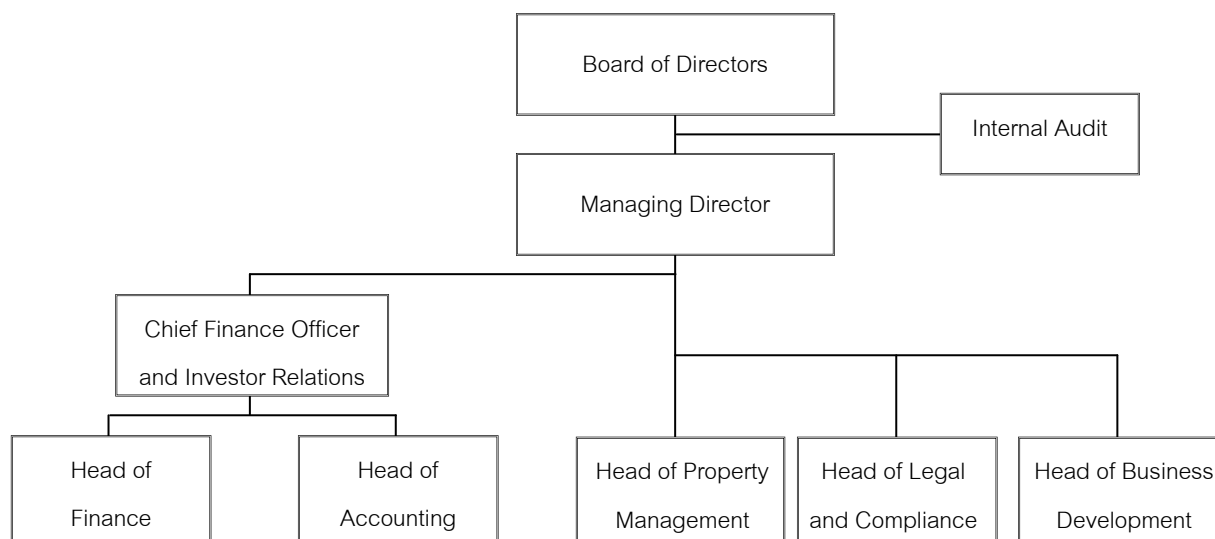 Board of Directors
Internal Audit
Managing Director
Chief Finance Officer
and Investor Relations
Head of
Finance
Head of
Accounting
Head of Property
Management
Head of Legal
and Compliance
Head of Business
Development